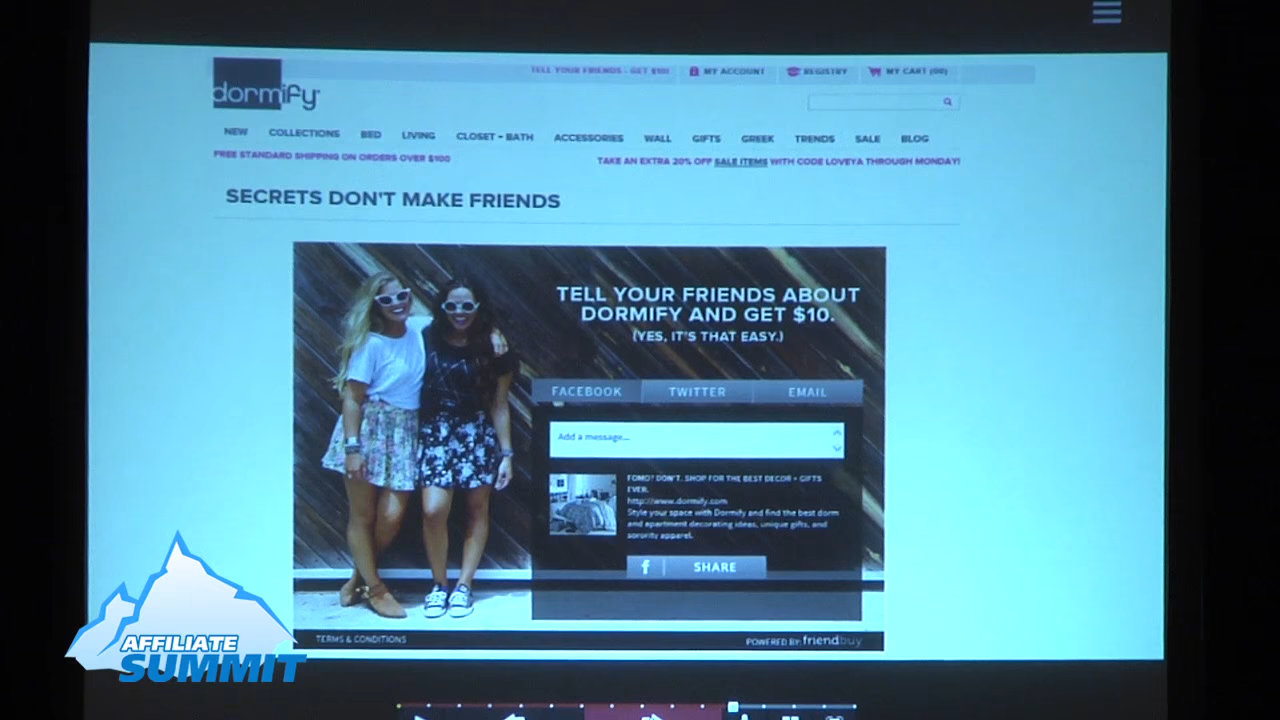 TELL YOUR FRIENDS - GET $10!
MY ACCOUNT
REGISTRY
MY CART (00)
dormify
NEW
COLLECTIONS
BED
LIVING
CLOSET + BATH
ACCESSORIES
WALL
GIFTS
GREEK
TRENDS
SALE
BLOG
FREE STANDARD SHIPPING ON ORDERS OVER $100
TAKE AN EXTRA 20% OFF SALE ITEMS WITH CODE LOVEYA THROUGH MONDAY!
SECRETS DON'T MAKE FRIENDS
TELL YOUR FRIENDS ABOUT
DORMIFY AND GET $10.
(YES, IT'S THAT EASY.)
FACEBOOK
TWITTER
EMAIL
Add a message...
FOMO? DON'T. SHOP FOR THE BEST DECOR + GIFTS
EVER.
http://www.dormify.com
Style your space with Dormify and find the best dorm
and apartment decorating ideas, unique gifts, and
sorority apparel.
f SHARE
TERMS & CONDITIONS
POWERED BY: friendbuy
AFFILIATE
SUMMIT